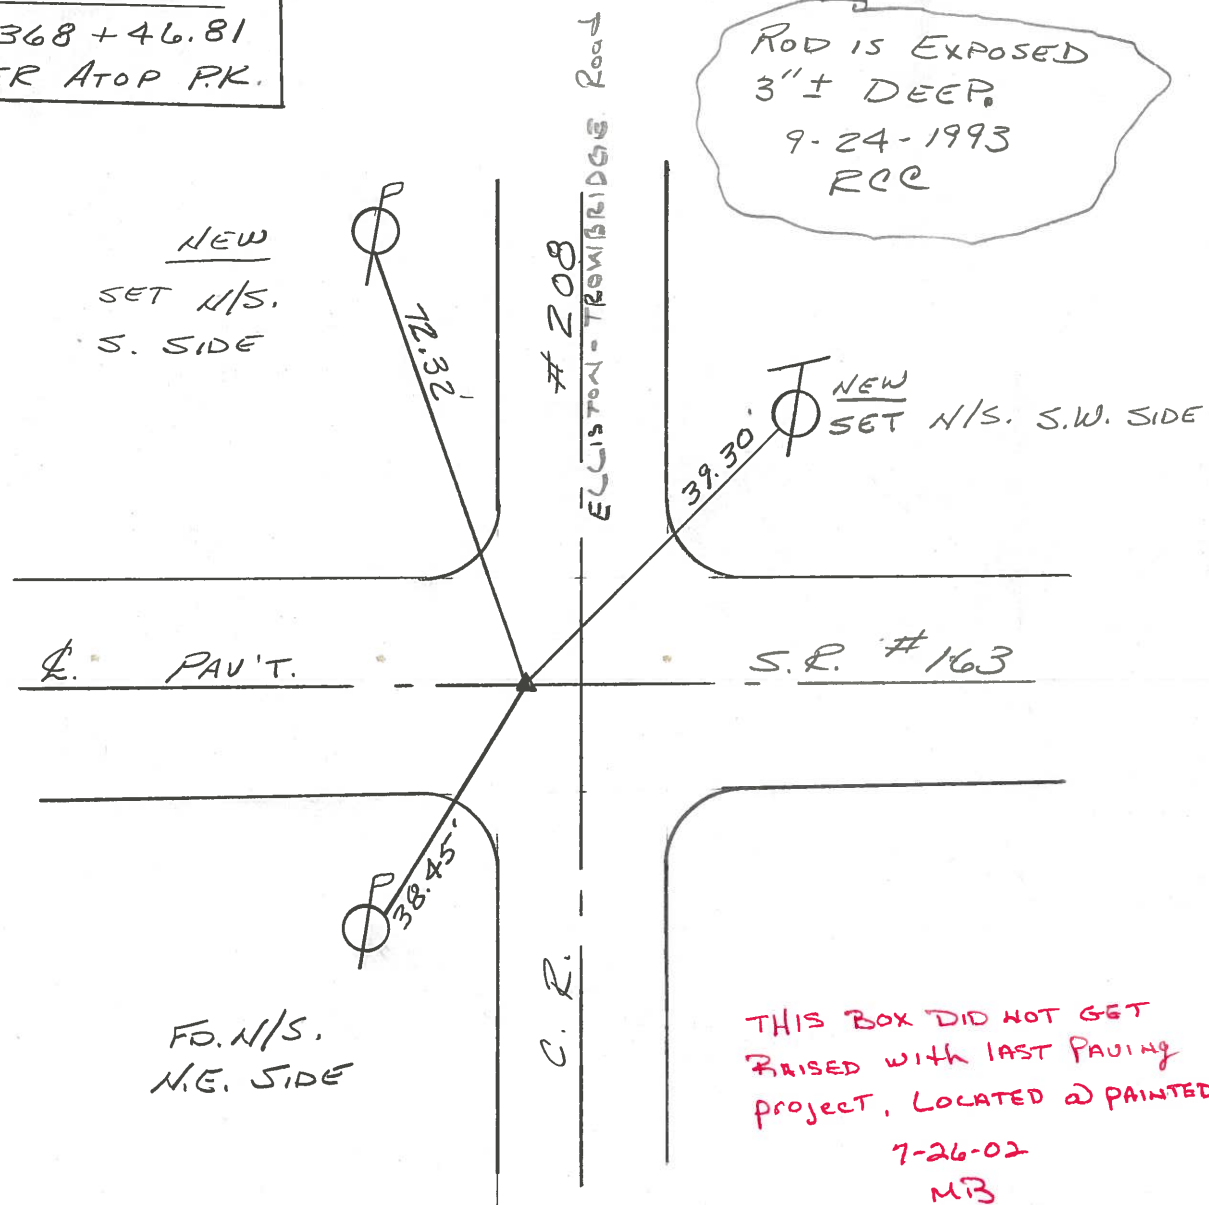 368 + 46.81
ATOP P.K.
ROD IS EXPOSED
3"± DEEP.
9-24-1993
RCC
NEW
SET N/S.
S. SIDE
72.32'
# 208
ELLISTON-TROWBRIDGE Road
NEW
SET N/S. S.W. SIDE
39.30'
℄. PAV'T.
S.R. #163
38.45'
FD. N/S.
N.E. SIDE
C. R.
THIS BOX DID NOT GET
RAISED WITH LAST PAVING
PROJECT, LOCATED @ PAINTED
7-26-02
MB